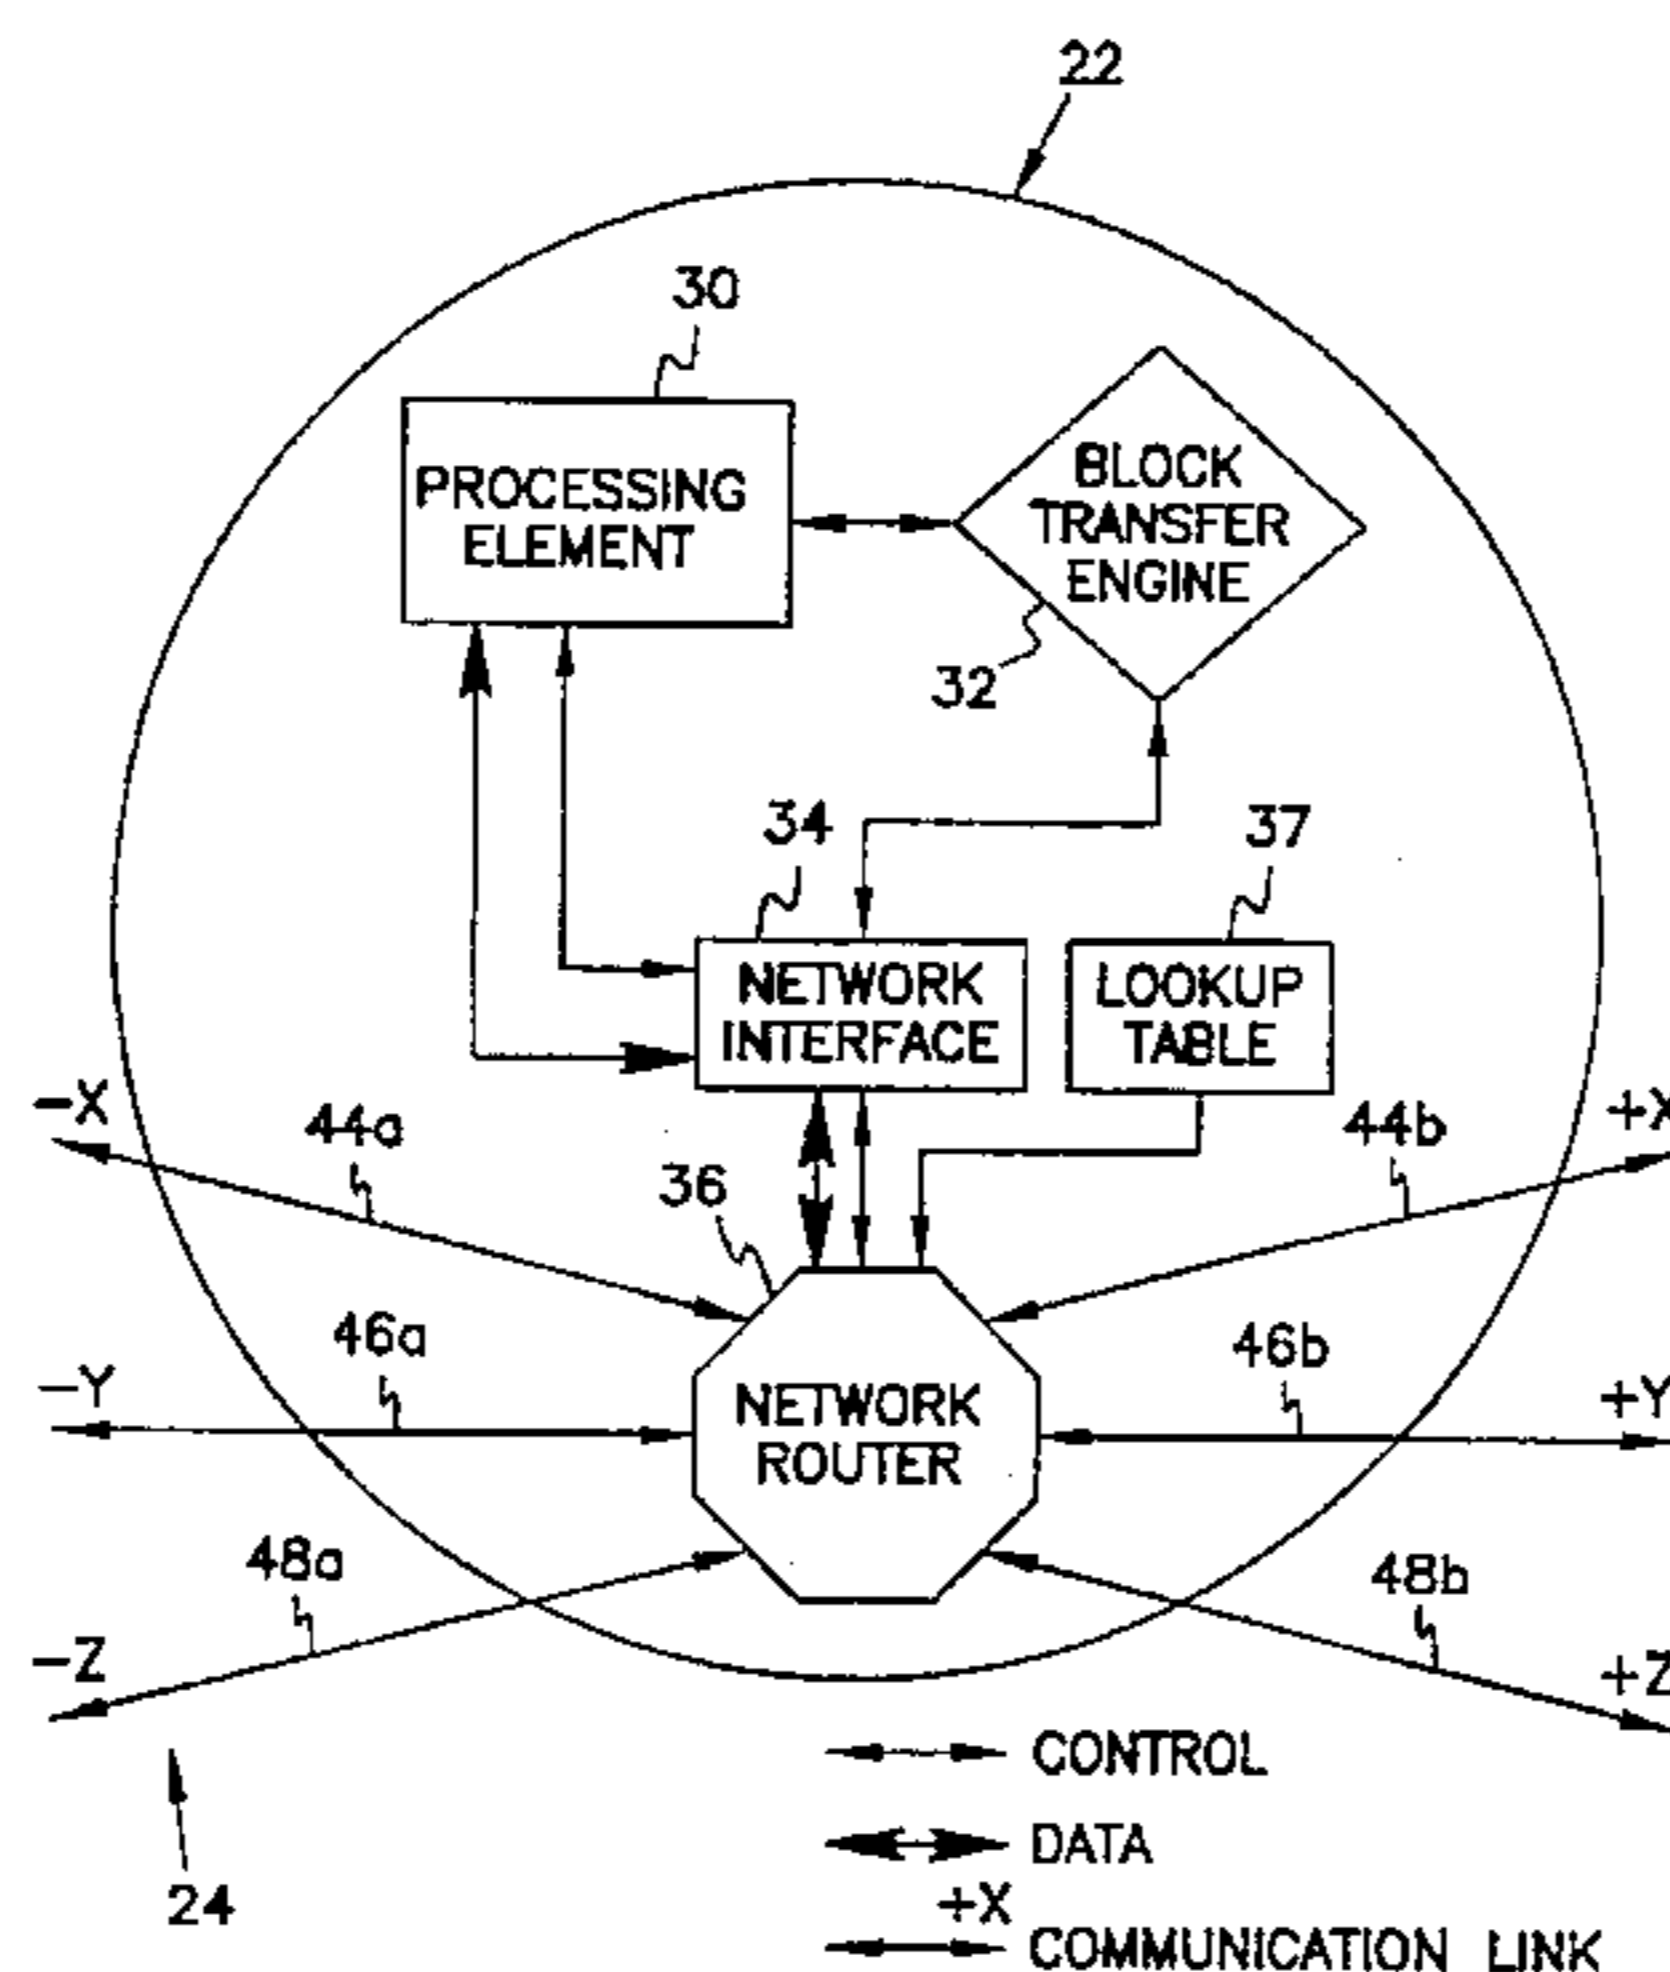 22
30
PROCESSING
ELEMENT
BLOCK
TRANSFER
ENGINE
32
34
37
NETWORK
INTERFACE
LOOKUP
TABLE
-X
44a
44b
+X
36
46a
46b
-Y
+Y
NETWORK
ROUTER
48a
48b
-Z
+Z
CONTROL
DATA
24
+X
COMMUNICATION LINK